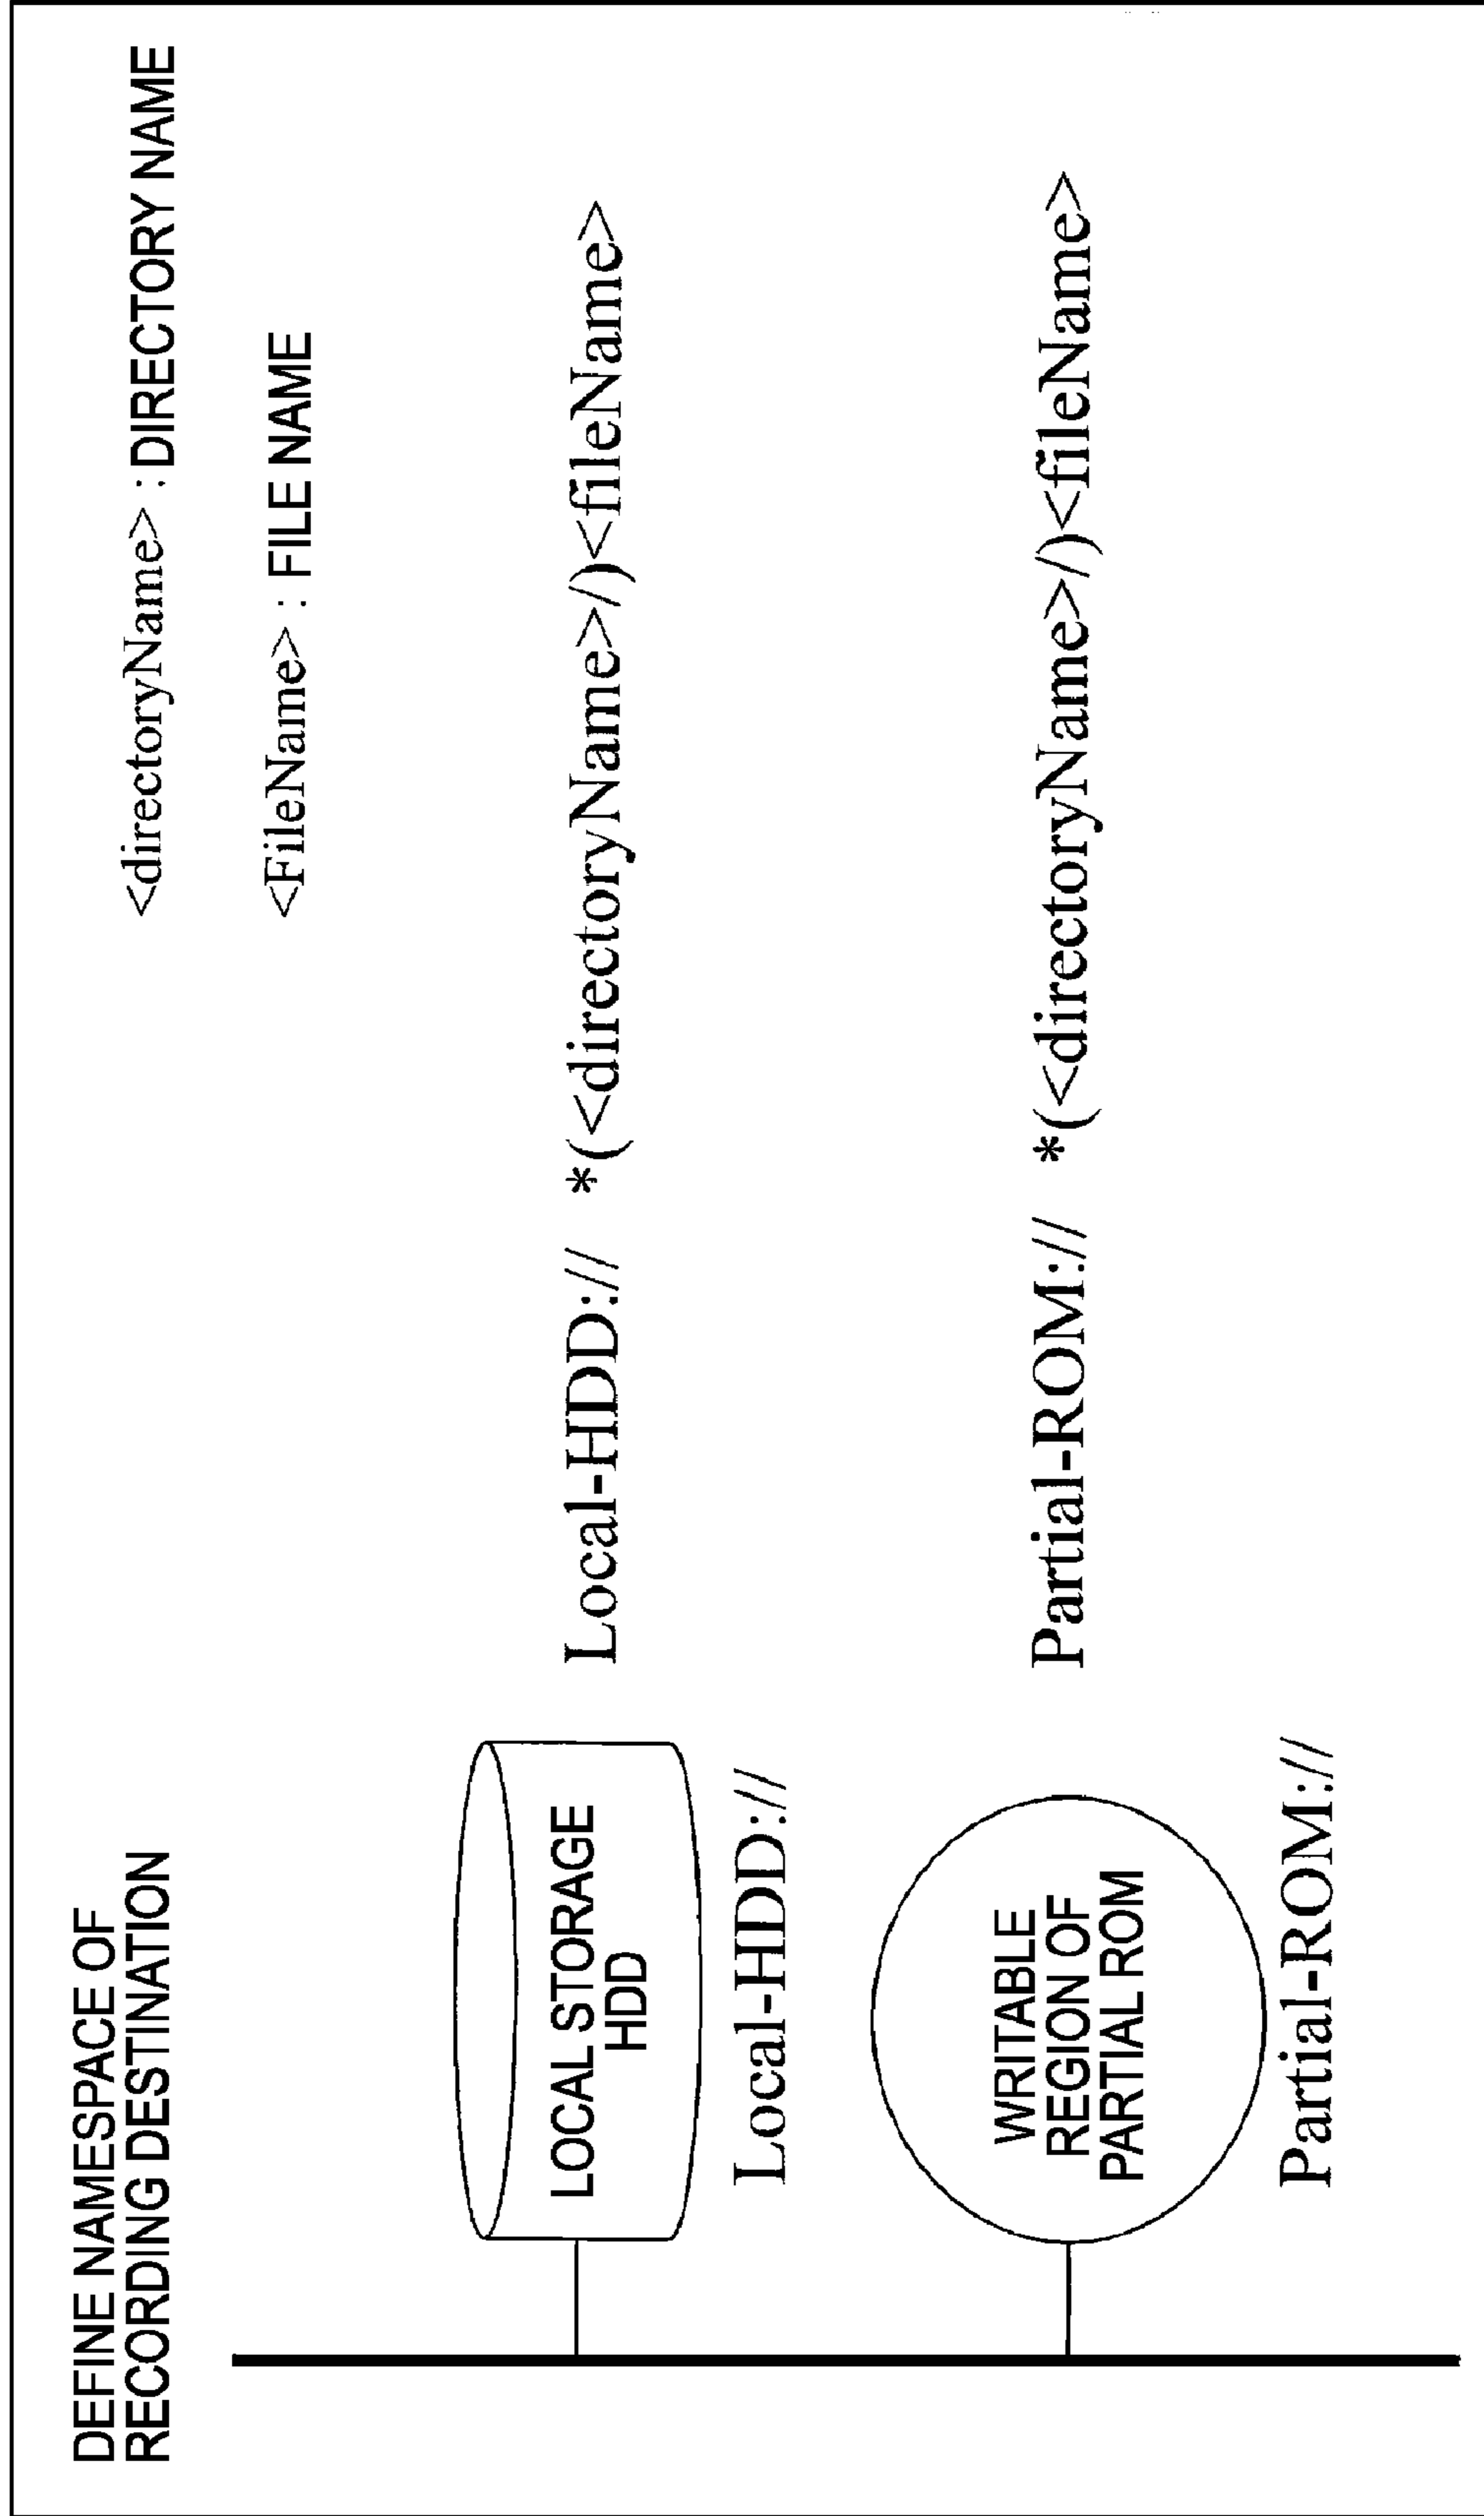 DEFINE NAMESPACE OF
RECORDING DESTINATION
<directoryName> : DIRECTORY NAME
<FileName> : FILE NAME
LOCAL STORAGE
HDD
Local-HDD://
Local-HDD:// *(<directoryName>/)<fileName>
WRITABLE
REGION OF
PARTIAL ROM
Partial-ROM://
Partial-ROM:// *(<directoryName>/)<fileName>